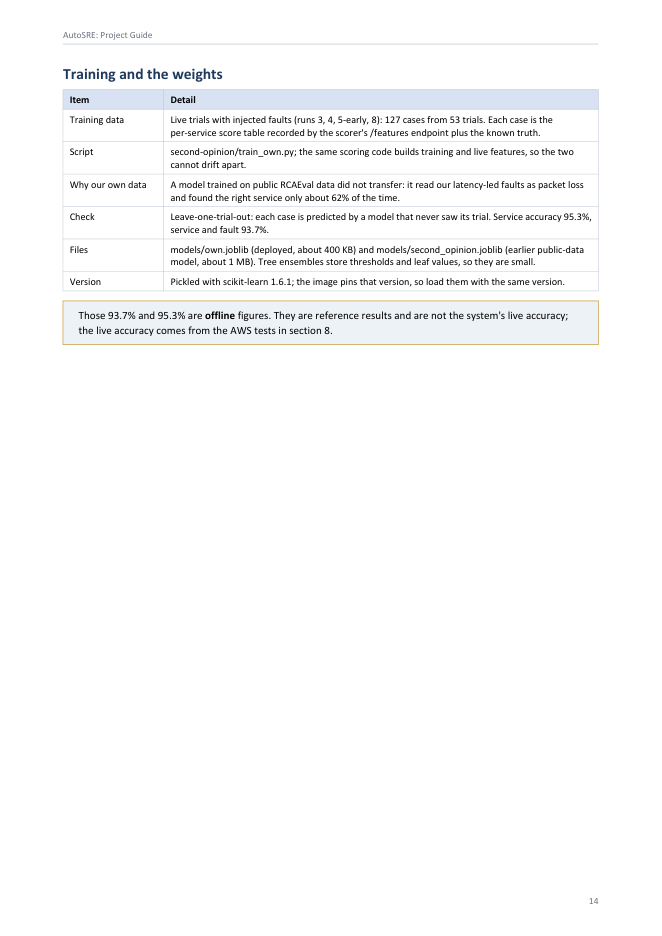 AutoSRE: Project Guide
Training and the weights
Item Detail
Training data Live trials with injected faults (runs 3, 4, 5-early, 8): 127 cases from 53 trials. Each case is the
per-service score table recorded by the scorer's /features endpoint plus the known truth.
Script second-opinion/train_own.py; the same scoring code builds training and live features, so the two
cannot drift apart.
Why our own data A model trained on public RCAEval data did not transfer: it read our latency-led faults as packet loss
and found the right service only about 62% of the time.
Check Leave-one-trial-out: each case is predicted by a model that never saw its trial. Service accuracy 95.3%,
service and fault 93.7%.
Files models/own.joblib (deployed, about 400 KB) and models/second_opinion.joblib (earlier public-data
model, about 1 MB). Tree ensembles store thresholds and leaf values, so they are small.
Version Pickled with scikit-learn 1.6.1; the image pins that version, so load them with the same version.
Those 93.7% and 95.3% are offline figures. They are reference results and are not the system's live accuracy;
the live accuracy comes from the AWS tests in section 8.
14